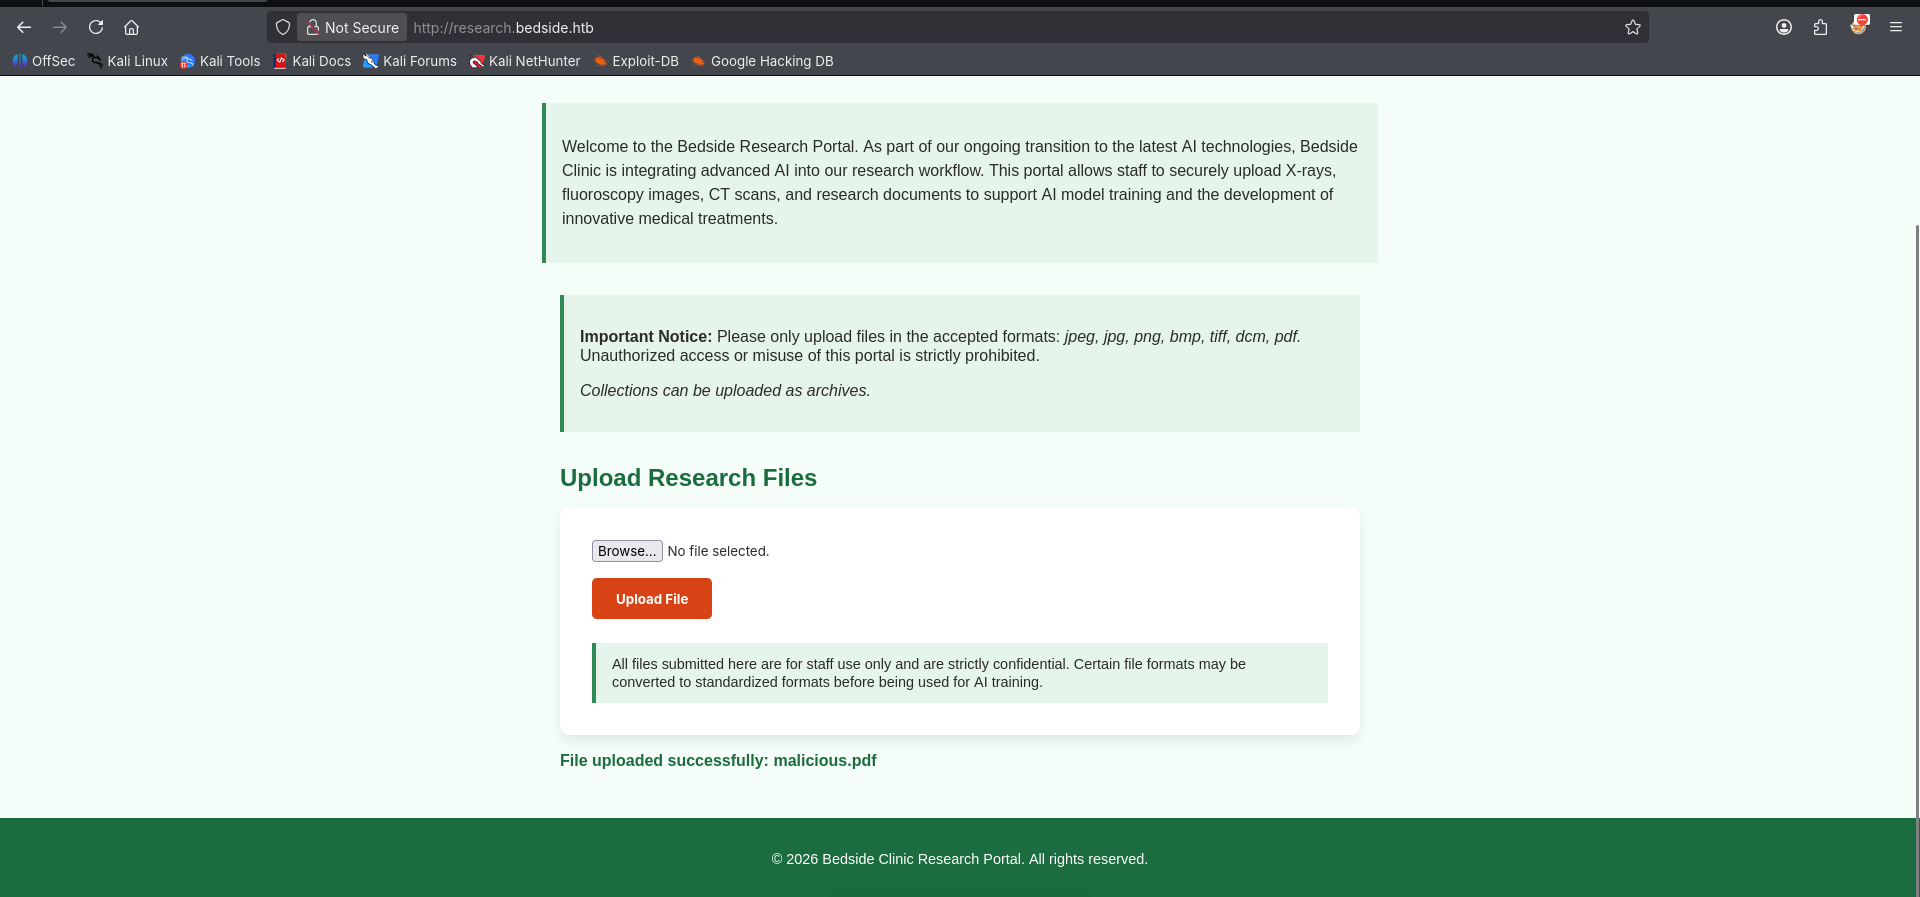 Not Secure http://research.bedside.htb
OffSec Kali Linux Kali Tools Kali Docs Kali Forums Kali NetHunter Exploit-DB Google Hacking DB
Welcome to the Bedside Research Portal. As part of our ongoing transition to the latest AI technologies, Bedside
Clinic is integrating advanced AI into our research workflow. This portal allows staff to securely upload X-rays,
fluoroscopy images, CT scans, and research documents to support AI model training and the development of
innovative medical treatments.
Important Notice: Please only upload files in the accepted formats: jpeg, jpg, png, bmp, tiff, dcm, pdf.
Unauthorized access or misuse of this portal is strictly prohibited.
Collections can be uploaded as archives.
Upload Research Files
Browse... No file selected.
Upload File
All files submitted here are for staff use only and are strictly confidential. Certain file formats may be
converted to standardized formats before being used for AI training.
File uploaded successfully: malicious.pdf
© 2026 Bedside Clinic Research Portal. All rights reserved.